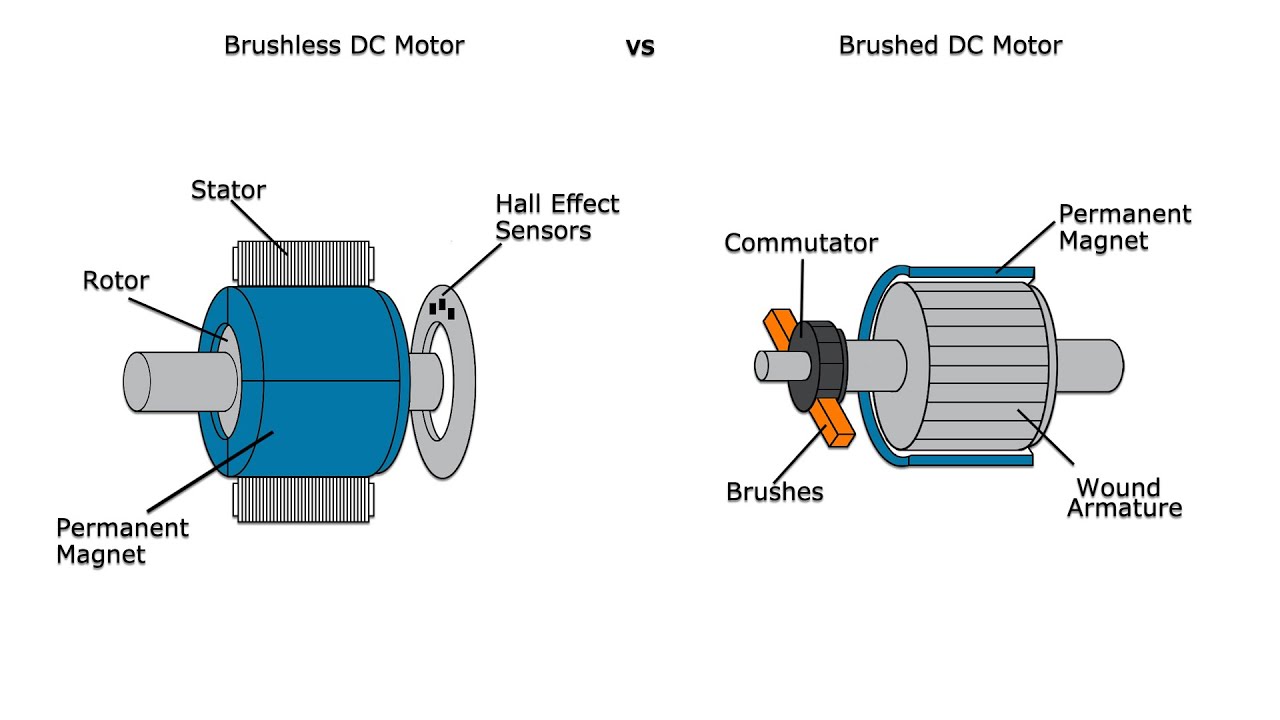 Brushless DC Motor
vs
Brushed DC Motor
Stator
Hall Effect
Sensors
Rotor
Permanent
Magnet
Permanent
Magnet
Commutator
Brushes
Wound
Armature